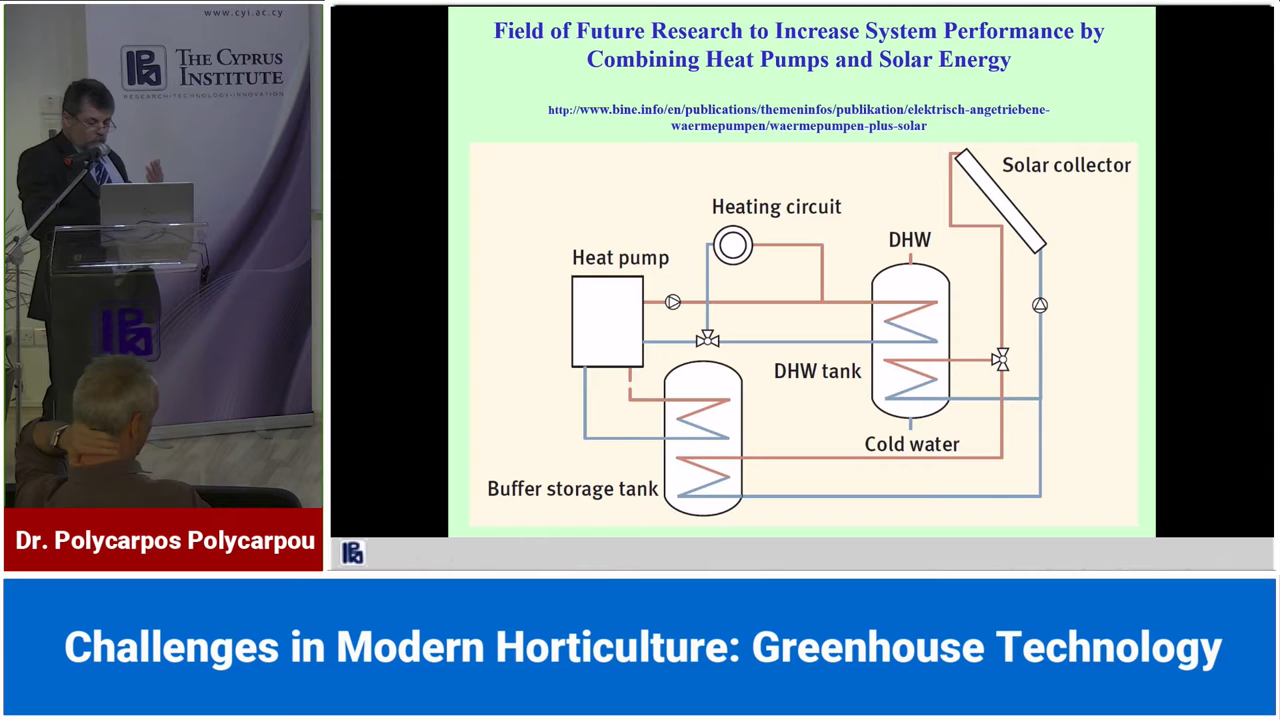 www.cyi.ac.cy
THE CYPRUS
INSTITUTE
RESEARCH•TECHNOLOGY•INNOVATION
Field of Future Research to Increase System Performance by
Combining Heat Pumps and Solar Energy
http://www.bine.info/en/publications/themeninfos/publikation/elektrisch-angetriebene-
waermepumpen/waermepumpen-plus-solar
Solar collector
Heating circuit
DHW
Heat pump
DHW tank
Cold water
Buffer storage tank
Dr. Polycarpos Polycarpou
Challenges in Modern Horticulture: Greenhouse Technology